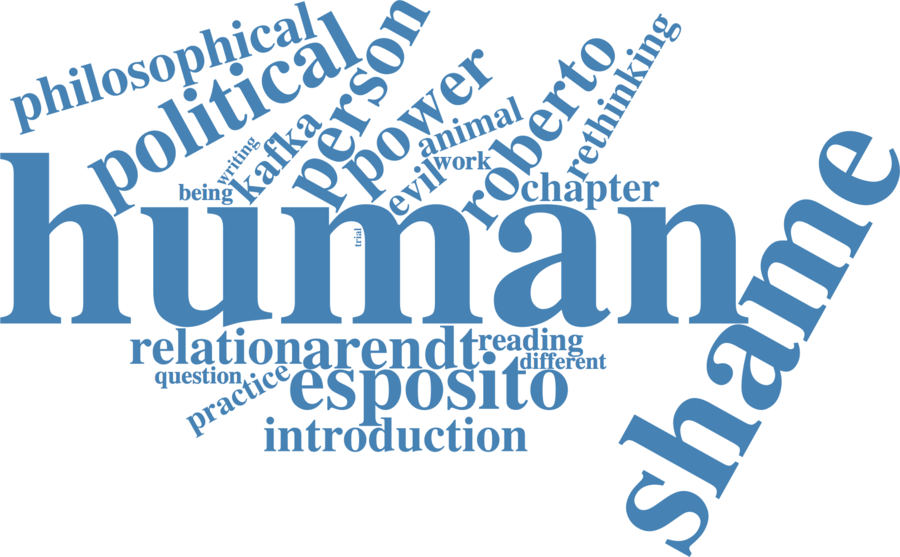 philosophical
political
person
power
roberto
rethinking
animal
kafka
writing
evil
work
being
chapter
shame
human
trial
relation
arendt
reading
different
question
practice
esposito
introduction